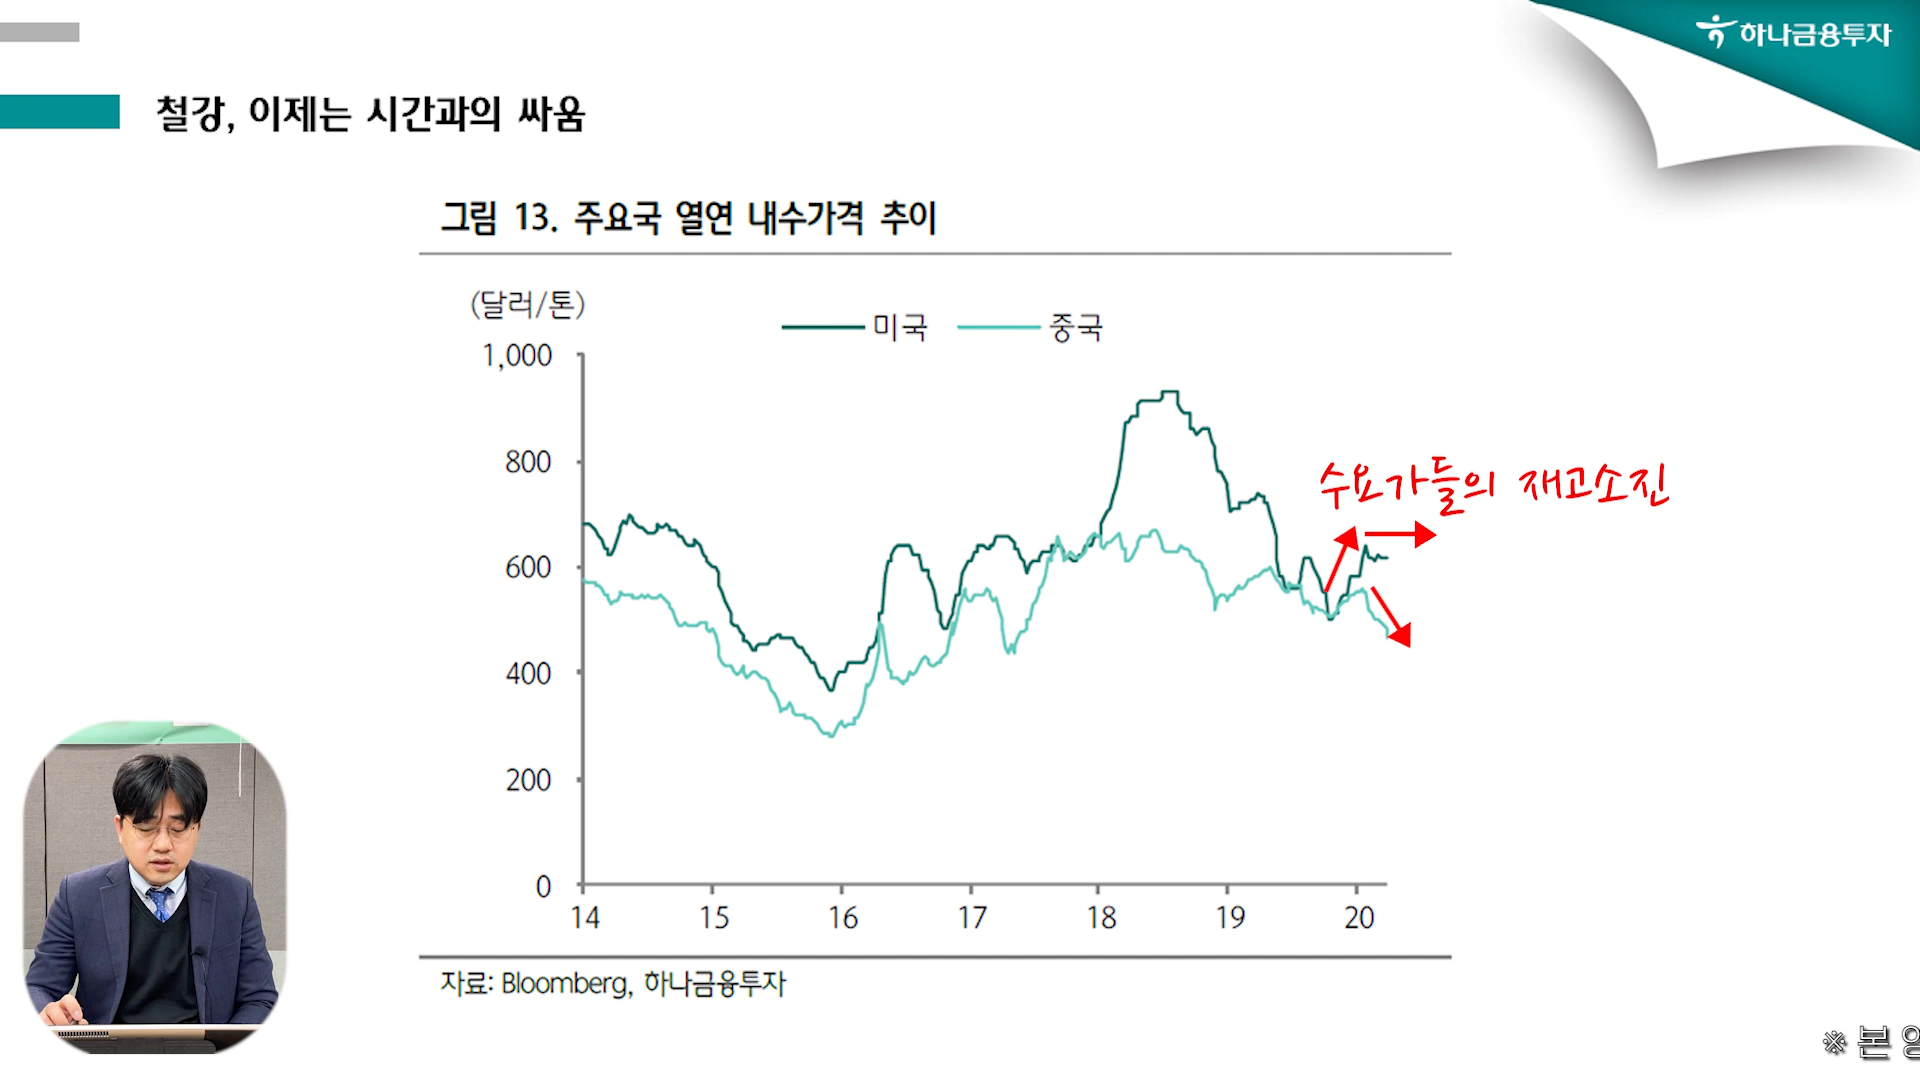 하나금융투자
철강, 이제는 시간과의 싸움
그림 13. 주요국 열연 내수가격 추이
(달러/톤)
미국 중국
1,000
800
600
400
200
0
수요가들의 재고소진
14 15 16 17 18 19 20
자료: Bloomberg, 하나금융투자
※ 본